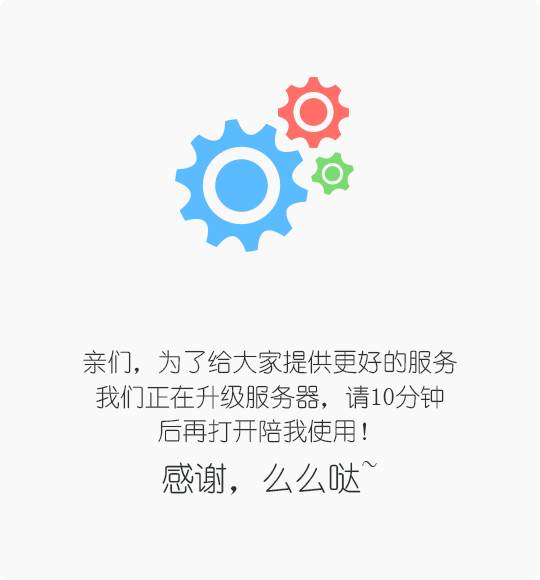 亲们，为了给大家提供更好的服务
我们正在升级服务器，请10分钟
后再打开陪我使用！
感谢，么么哒~